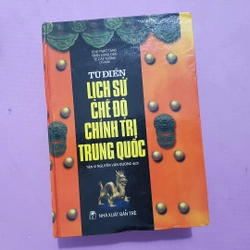 TỪ ĐIỂN
LỊCH SỬ
CHẾ ĐỘ
CHÍNH TRỊ
TRUNG QUỐC
NHÀ XUẤT BẢN TRẺ